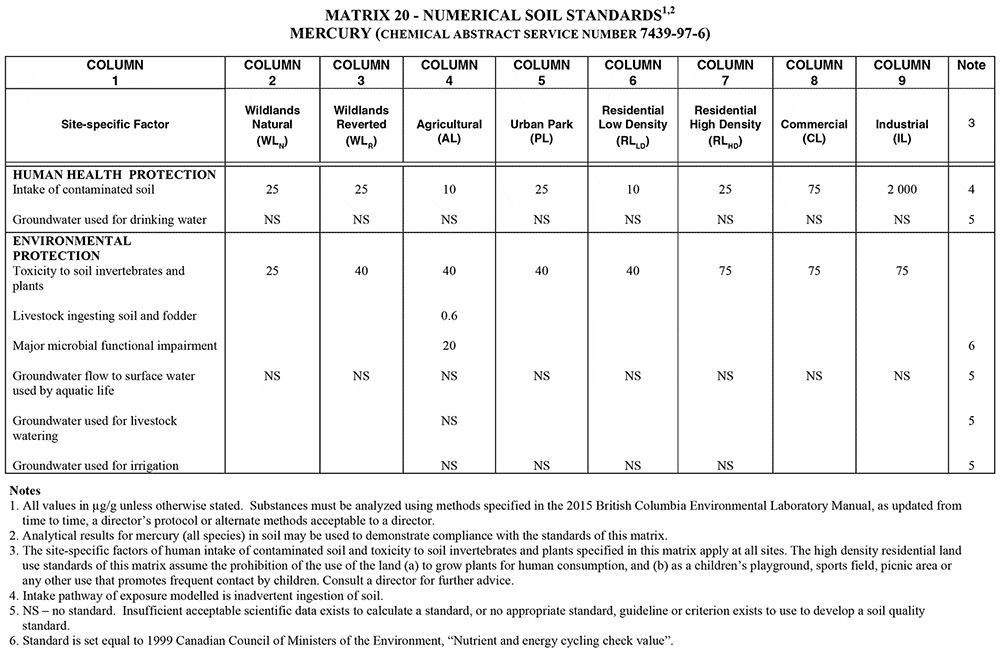 MATRIX 20 - NUMERICAL SOIL STANDARDS1,2
MERCURY (CHEMICAL ABSTRACT SERVICE NUMBER 7439-97-6)
COLUMN 1 COLUMN 2 COLUMN 3 COLUMN 4 COLUMN 5 COLUMN 6 COLUMN 7 COLUMN 8 COLUMN 9 Note
Site-specific Factor Wildlands Natural (WLN) Wildlands Reverted (WLR) Agricultural (AL) Urban Park (PL) Residential Low Density (RLLD) Residential High Density (RLHD) Commercial (CL) Industrial (IL) 3
HUMAN HEALTH PROTECTION
Intake of contaminated soil 25 25 10 25 10 25 75 2 000 4
Groundwater used for drinking water NS NS NS NS NS NS NS NS 5
ENVIRONMENTAL
PROTECTION
Toxicity to soil invertebrates and 25 40 40 40 40 75 75 75
plants
Livestock ingesting soil and fodder 0.6
Major microbial functional impairment 20 6
Groundwater flow to surface water NS NS NS NS NS NS NS NS 5
used by aquatic life
Groundwater used for livestock NS 5
watering
Groundwater used for irrigation NS NS NS NS 5
Notes
1. All values in µg/g unless otherwise stated. Substances must be analyzed using methods specified in the 2015 British Columbia Environmental Laboratory Manual, as updated from
time to time, a director's protocol or alternate methods acceptable to a director.
2. Analytical results for mercury (all species) in soil may be used to demonstrate compliance with the standards of this matrix.
3. The site-specific factors of human intake of contaminated soil and toxicity to soil invertebrates and plants specified in this matrix apply at all sites. The high density residential land
use standards of this matrix assume the prohibition of the use of the land (a) to grow plants for human consumption, and (b) as a children's playground, sports field, picnic area or
any other use that promotes frequent contact by children. Consult a director for further advice.
4. Intake pathway of exposure modelled is inadvertent ingestion of soil.
5. NS – no standard. Insufficient acceptable scientific data exists to calculate a standard, or no appropriate standard, guideline or criterion exists to use to develop a soil quality
standard.
6. Standard is set equal to 1999 Canadian Council of Ministers of the Environment, "Nutrient and energy cycling check value".